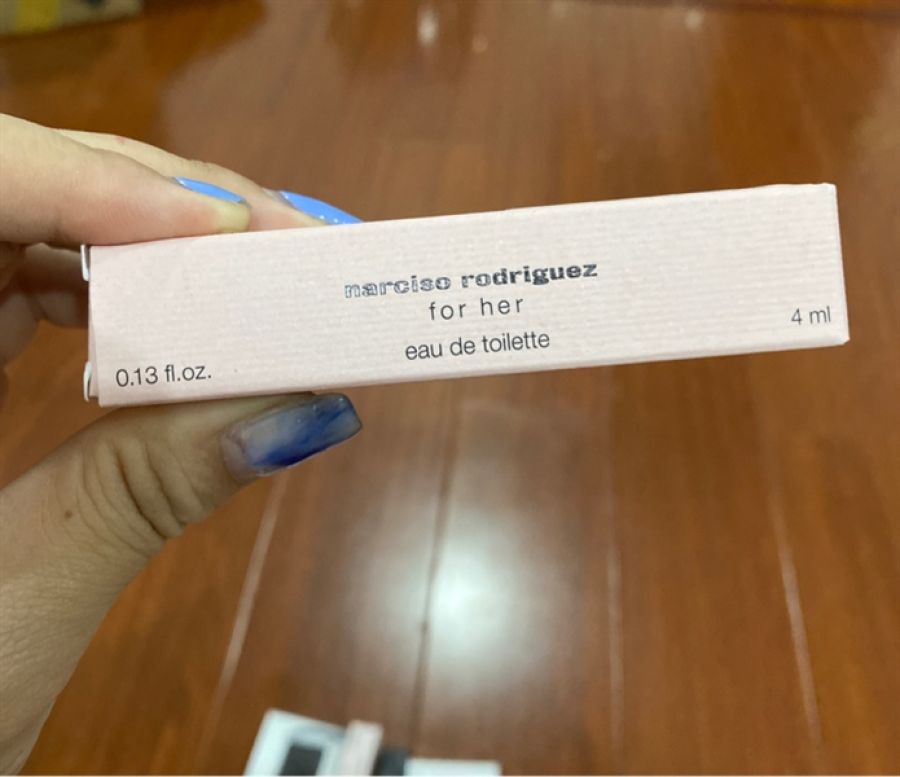 narciso rodriguez
for her
eau de toilette
0.13 fl.oz.
4 ml